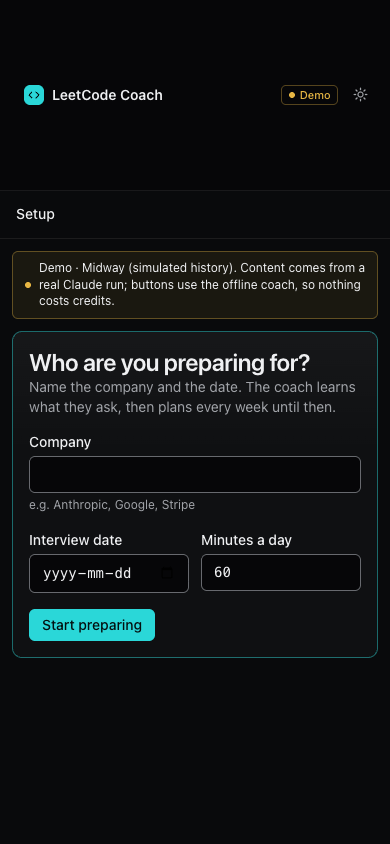 LeetCode Coach
Demo
Setup
Demo · Midway (simulated history). Content comes from a
real Claude run; buttons use the offline coach, so nothing
costs credits.
Who are you preparing for?
Name the company and the date. The coach learns
what they ask, then plans every week until then.
Company
e.g. Anthropic, Google, Stripe
Interview date
Minutes a day
yyyy-mm-dd
60
Start preparing